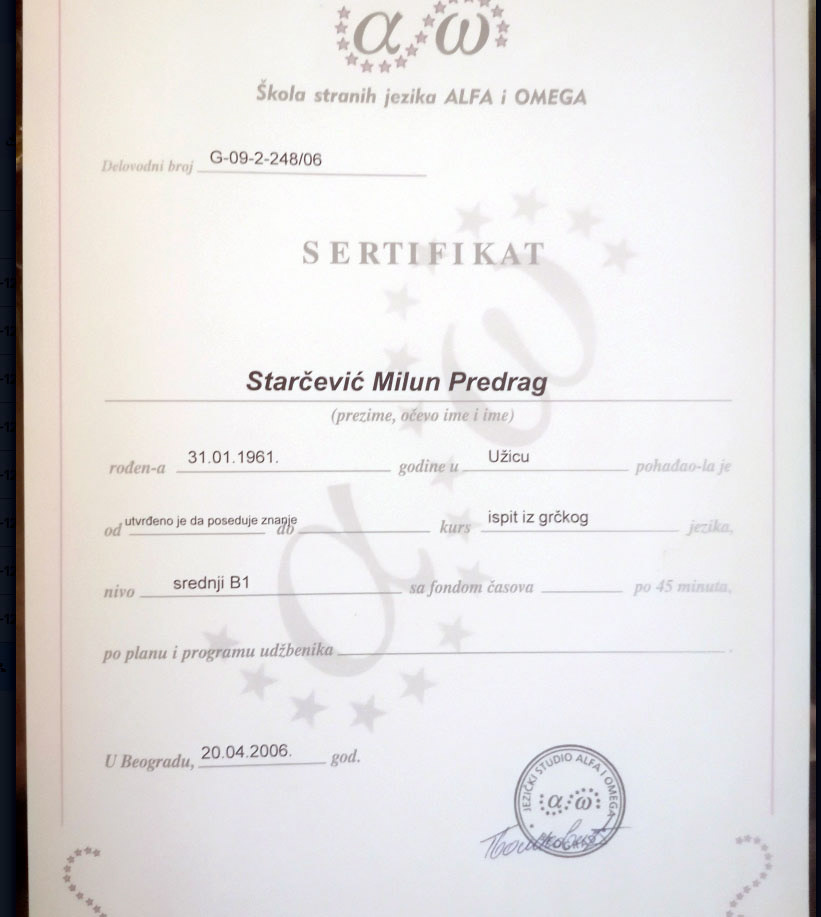 α ω
Škola stranih jezika ALFA i OMEGA
Delovodni broj G-09-2-248/06
SERTIFIKAT
Starčević Milun Predrag
(prezime, očevo ime i ime)
rođen-a 31.01.1961. godine u Užicu pohađao-la je
od utvrđeno je da poseduje znanje do kurs ispit iz grčkog jezika,
nivo srednji B1 sa fondom časova po 45 minuta,
po planu i programu udžbenika .
U Beogradu, 20.04.2006. god.
JEZIČKI STUDIO ALFA I OMEGA
α ω
BEOGRAD